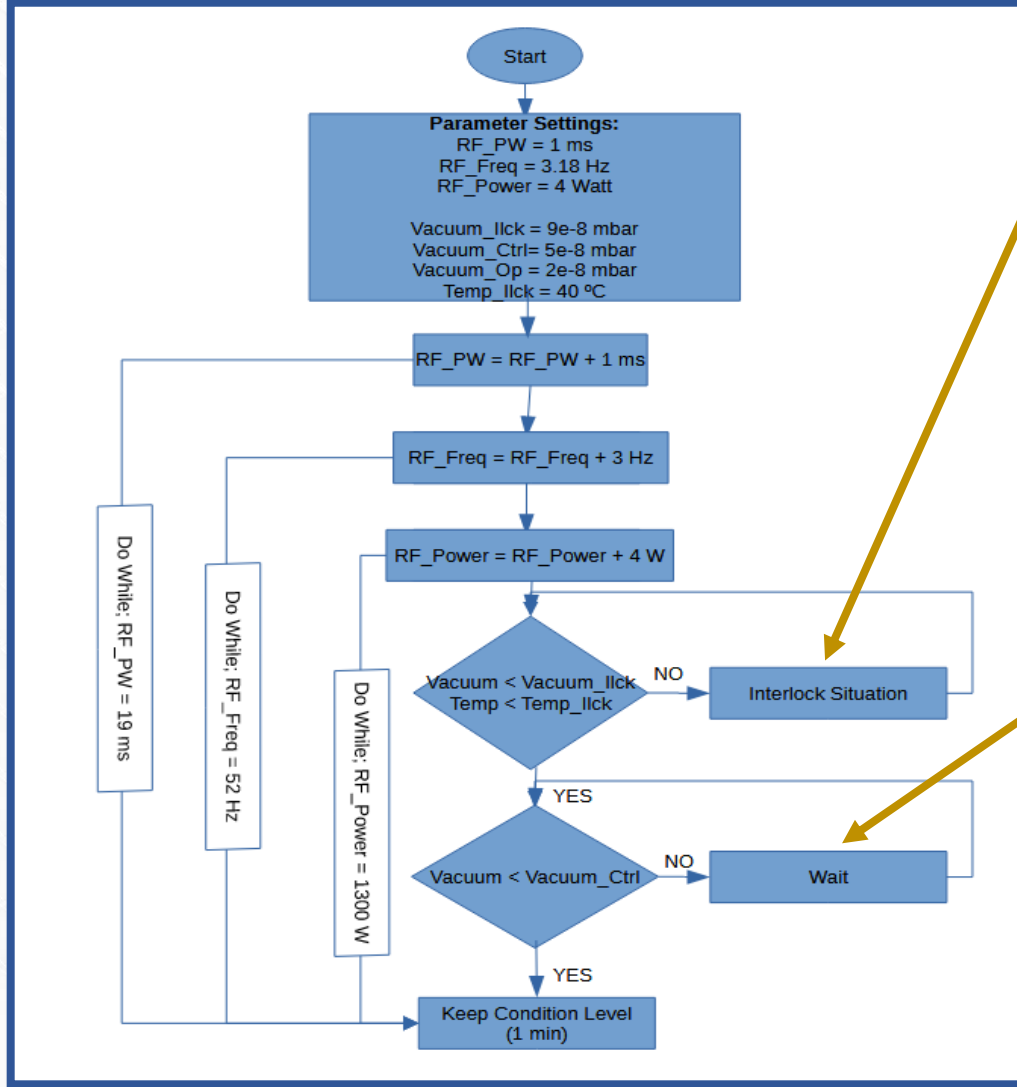 Start
Parameter Settings:
RF_PW = 1 ms
RF_Freq = 3.18 Hz
RF_Power = 4 Watt
Vacuum_Ilck = 9e-8 mbar
Vacuum_Ctrl= 5e-8 mbar
Vacuum_Op = 2e-8 mbar
Temp_Ilck = 40 ºC
RF_PW = RF_PW + 1 ms
RF_Freq = RF_Freq + 3 Hz
RF_Power = RF_Power + 4 W
Do While; RF_PW = 19 ms
Do While; RF_Freq = 52 Hz
Do While; RF_Power = 1300 W
Vacuum < Vacuum_Ilck
Temp < Temp_Ilck
NO
Interlock Situation
YES
Vacuum < Vacuum_Ctrl
NO
Wait
YES
Keep Condition Level
(1 min)